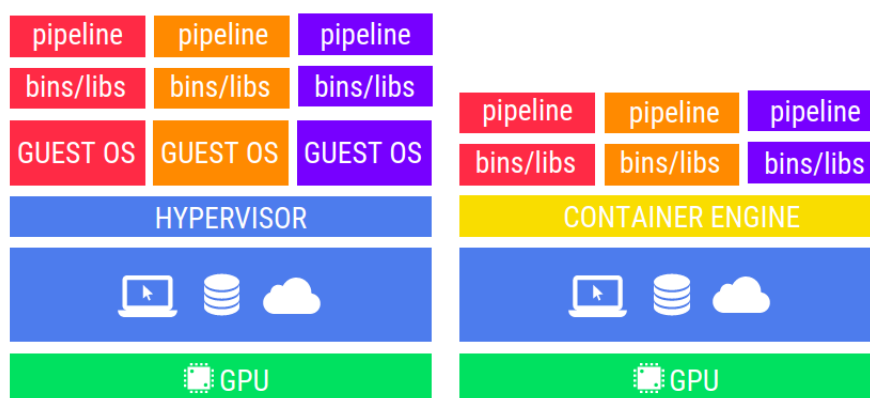 pipeline pipeline pipeline
bins/libs bins/libs bins/libs
GUEST OS GUEST OS GUEST OS
HYPERVISOR
GPU
pipeline pipeline pipeline
bins/libs bins/libs bins/libs
CONTAINER ENGINE
GPU